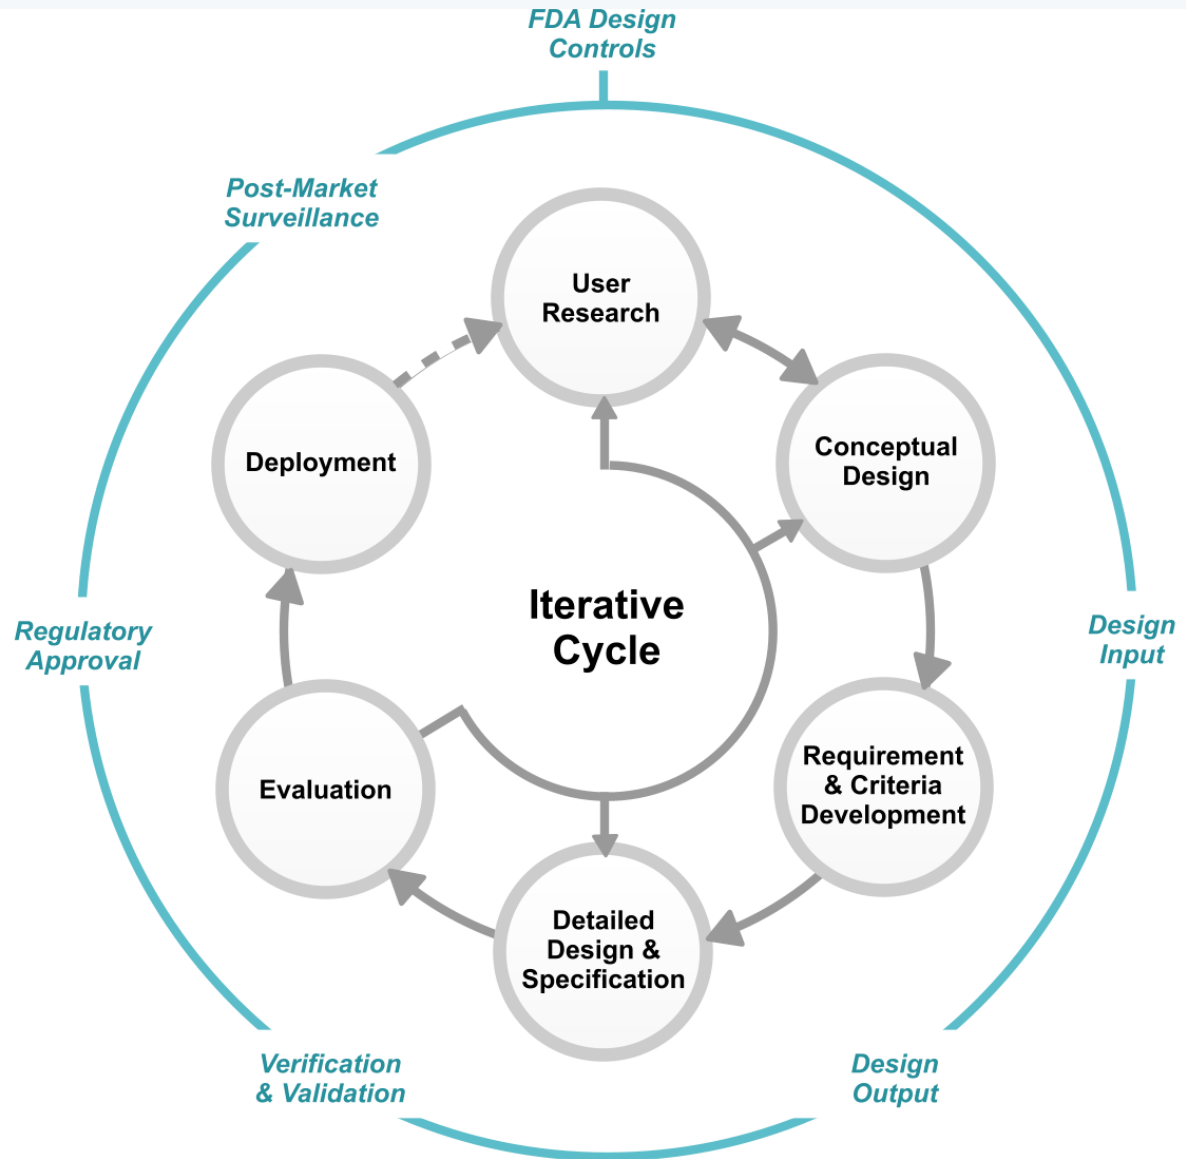 FDA Design
Controls
Post-Market
Surveillance
User
Research
Deployment
Conceptual
Design
Iterative
Cycle
Regulatory
Approval
Design
Input
Evaluation
Requirement
& Criteria
Development
Detailed
Design &
Specification
Verification
& Validation
Design
Output